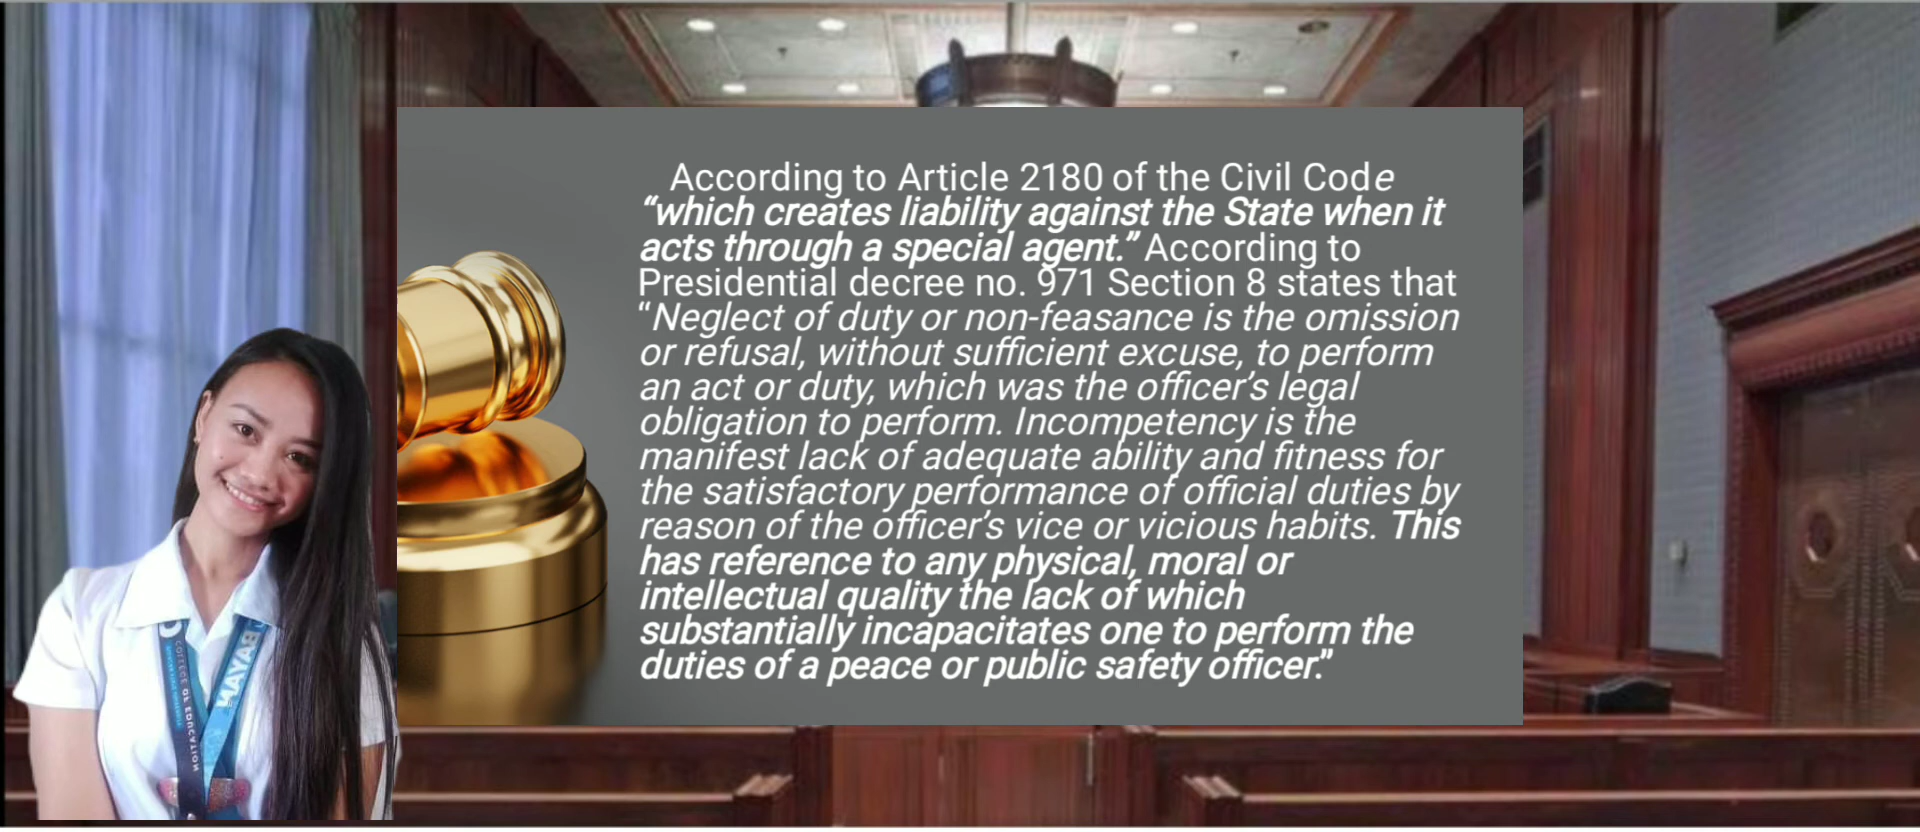 According to Article 2180 of the Civil Code
“which creates liability against the State when it
acts through a special agent.” According to
Presidential decree no. 971 Section 8 states that
“Neglect of duty or non-feasance is the omission
or refusal, without sufficient excuse, to perform
an act or duty, which was the officer’s legal
obligation to perform. Incompetency is the
manifest lack of adequate ability and fitness for
the satisfactory performance of official duties by
reason of the officer’s vice or vicious habits. This
has reference to any physical, moral or
intellectual quality the lack of which
substantially incapacitates one to perform the
duties of a peace or public safety officer.”
COLLEGE OF EDUCATION